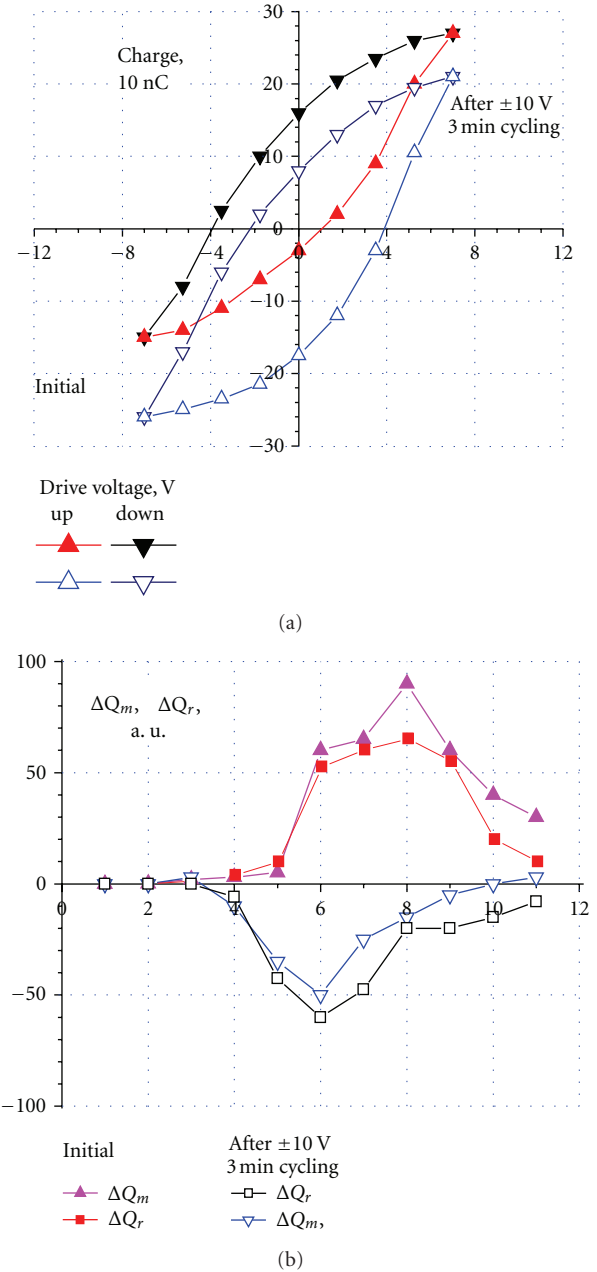 30
Charge,
10 nC
20
After ±10 V
3 min cycling
10
0
−12 −8 −4 0 4 8 12
−10
Initial
−20
−30
Drive voltage, V
up down
(a)
100
ΔQm, ΔQr,
a. u.
50
0
0 2 4 6 8 10 12
−50
−100
Initial After ±10 V
3 min cycling
ΔQm ΔQr
ΔQr ΔQm,
(b)